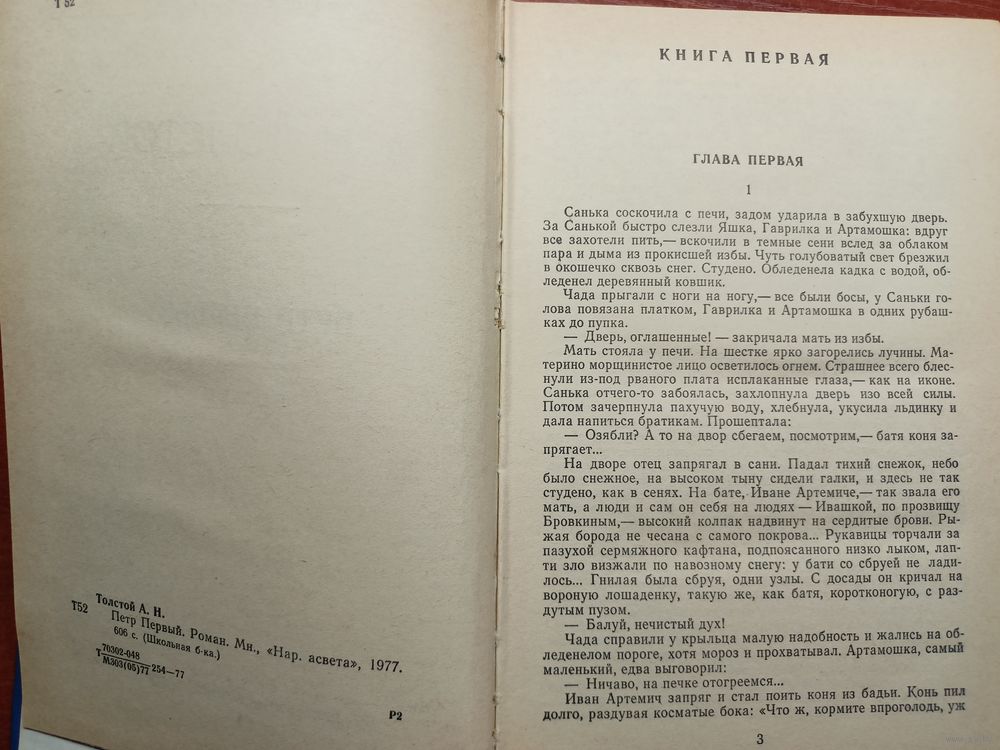 Т 52
Толстой А. Н.
Т52 Петр Первый. Роман. Мн., «Нар. асвета», 1977.
606 с. (Школьная б-ка.)
Т 70302-048
М303(05)77 254—77
Р2
КНИГА ПЕРВАЯ
ГЛАВА ПЕРВАЯ
1
Санька соскочила с печи, задом ударила в забухшую дверь.
За Санькой быстро слезли Яшка, Гаврилка и Артамошка: вдруг
все захотели пить,— вскочили в темные сени вслед за облаком
пара и дыма из прокисшей избы. Чуть голубоватый свет брезжил
в окошечко сквозь снег. Студено. Обледенела кадка с водой, об-
леденел деревянный ковшик.
Чада прыгали с ноги на ногу,— все были босы, у Саньки го-
лова повязана платком, Гаврилка и Артамошка в одних рубаш-
ках до пупка.
— Дверь, оглашенные! — закричала мать из избы.
Мать стояла у печи. На шестке ярко загорелись лучины. Ма-
терино морщинистое лицо осветилось огнем. Страшнее всего блес-
нули из-под рваного плата исплаканные глаза,— как на иконе.
Санька отчего-то забоялась, захлопнула дверь изо всей силы.
Потом зачерпнула пахучую воду, хлебнула, укусила льдинку и
дала напиться братикам. Прошептала:
— Озябли? А то на двор сбегаем, посмотрим,— батя коня за-
прягает...
На дворе отец запрягал в сани. Падал тихий снежок, небо
было снежное, на высоком тыну сидели галки, и здесь не так
студено, как в сенях. На бате, Иване Артемиче,— так звала его
мать, а люди и сам он себя на людях — Ивашкой, по прозвищу
Бровкиным,— высокий колпак надвинут на сердитые брови. Ры-
жая борода не чесана с самого покрова... Рукавицы торчали за
пазухой сермяжного кафтана, подпоясанного низко лыком, лап-
ти зло визжали по навозному снегу: у бати со сбруей не лади-
лось... Гнилая была сбруя, одни узлы. С досады он кричал на
вороную лошаденку, такую же, как батя, коротконогую, с раз-
дутым пузом.
— Балуй, нечистый дух!
Чада справили у крыльца малую надобность и жались на об-
леденелом пороге, хотя мороз и прохватывал. Артамошка, самый
маленький, едва выговорил:
— Ничаво, на печке отогреемся...
Иван Артемич запряг и стал поить коня из бадьи. Конь пил
долго, раздувая косматые бока: «Что ж, кормите впроголодь, уж
3